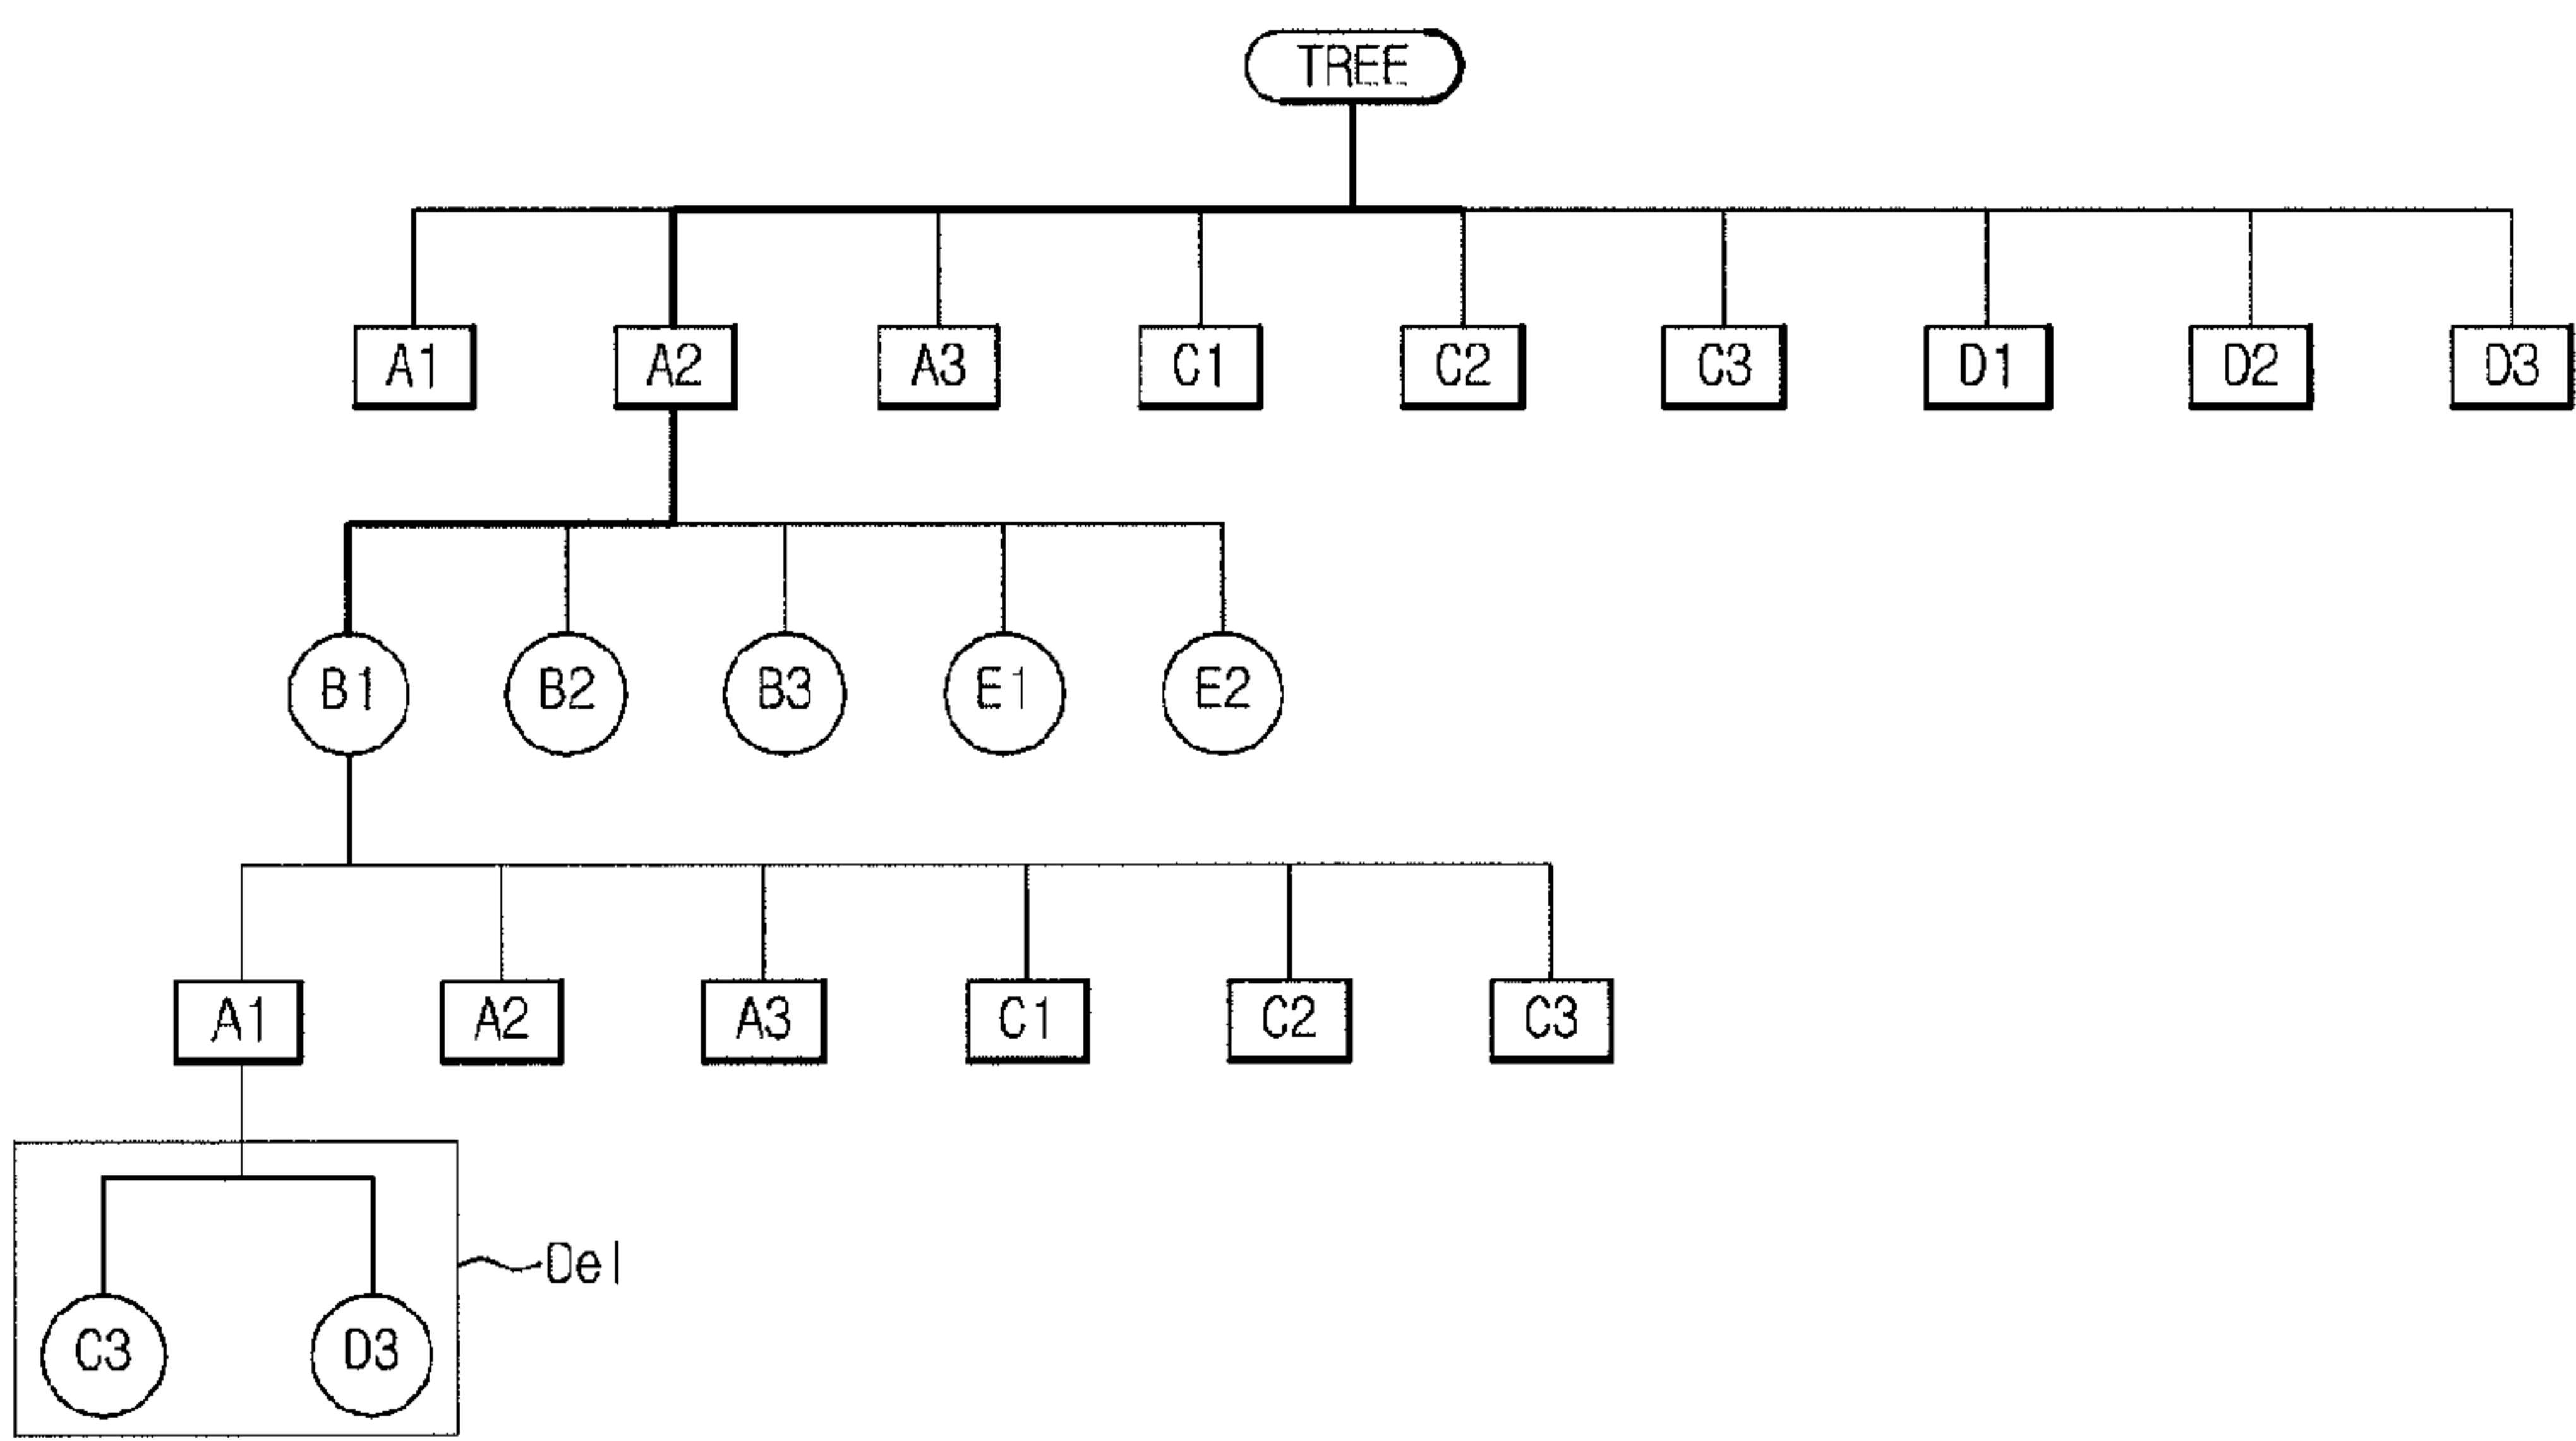 TREE
A1 A2 A3 C1 C2 C3 D1 D2 D3
B1 B2 B3 E1 E2
A1 A2 A3 C1 C2 C3
Del
C3 D3